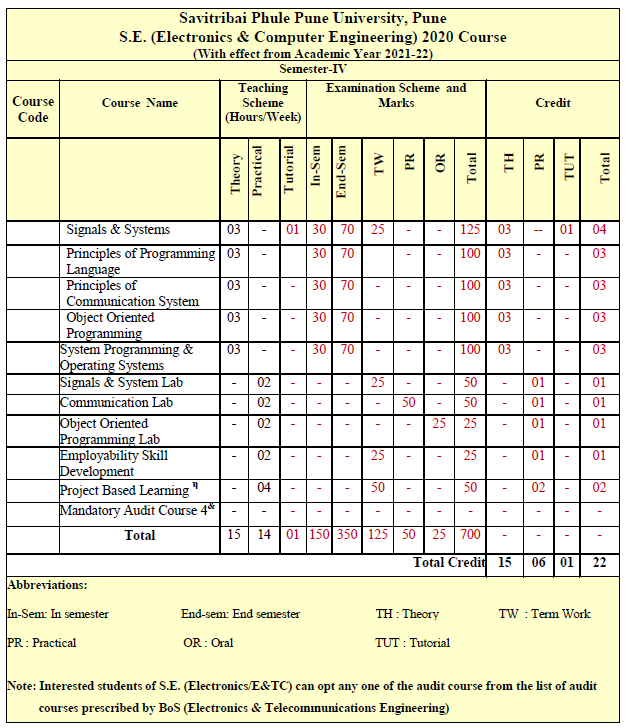 Savitribai Phule Pune University, Pune
S.E. (Electronics & Computer Engineering) 2020 Course
(With effect from Academic Year 2021-22)
Semester-IV
Course Code | Course Name | Teaching Scheme (Hours/Week) | Examination Scheme and Marks | Credit
Theory | Practical | Tutorial | In-Sem | End-Sem | TW | PR | OR | Total | TH | PR | TUT | Total
Signals & Systems | 03 | - | 01 | 30 | 70 | 25 | - | - | 125 | 03 | -- | 01 | 04
Principles of Programming Language | 03 | - | | 30 | 70 | | - | - | 100 | 03 | - | - | 03
Principles of Communication System | 03 | - | - | 30 | 70 | - | - | - | 100 | 03 | - | - | 03
Object Oriented Programming | 03 | - | - | 30 | 70 | - | - | - | 100 | 03 | - | - | 03
System Programming & Operating Systems | 03 | - | - | 30 | 70 | - | - | - | 100 | 03 | - | - | 03
Signals & System Lab | - | 02 | - | - | - | 25 | - | - | 50 | - | 01 | - | 01
Communication Lab | - | 02 | - | - | - | - | 50 | - | 50 | - | 01 | - | 01
Object Oriented Programming Lab | - | 02 | - | - | - | - | - | 25 | 25 | - | 01 | - | 01
Employability Skill Development | - | 02 | - | - | - | 25 | - | - | 25 | - | 01 | - | 01
Project Based Learning η | - | 04 | - | - | - | 50 | - | - | 50 | - | 02 | - | 02
Mandatory Audit Course 4& | - | - | - | - | - | - | - | - | - | - | - | - | -
Total | 15 | 14 | 01 | 150 | 350 | 125 | 50 | 25 | 700 | - | - | - | -
Total Credit | 15 | 06 | 01 | 22
Abbreviations:
In-Sem: In semester End-sem: End semester TH : Theory TW : Term Work
PR : Practical OR : Oral TUT : Tutorial
Note: Interested students of S.E. (Electronics/E&TC) can opt any one of the audit course from the list of audit
courses prescribed by BoS (Electronics & Telecommunications Engineering)